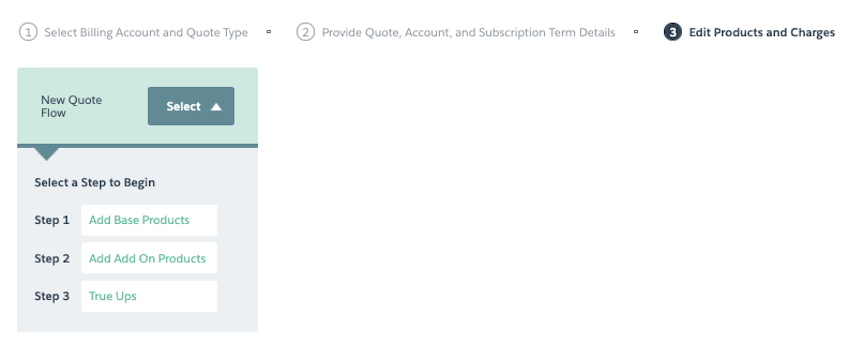 1 Select Billing Account and Quote Type
2 Provide Quote, Account, and Subscription Term Details
3 Edit Products and Charges
New Quote
Flow
Select
Select a Step to Begin
Step 1 Add Base Products
Step 2 Add Add On Products
Step 3 True Ups